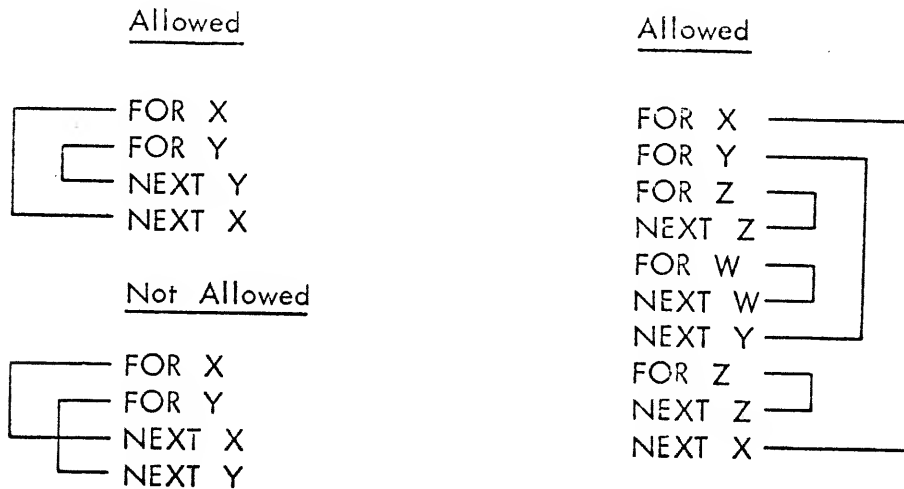 Allowed
FOR X
FOR Y
NEXT Y
NEXT X
Not Allowed
FOR X
FOR Y
NEXT X
NEXT Y
Allowed
FOR X
FOR Y
FOR Z
NEXT Z
FOR W
NEXT W
NEXT Y
FOR Z
NEXT Z
NEXT X